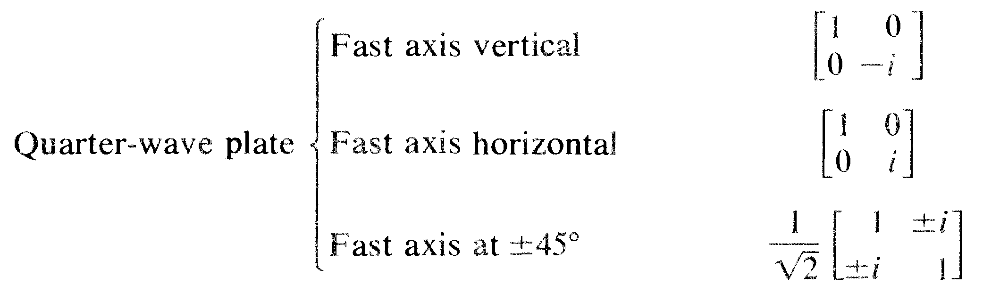 Fast axis vertical [1 0 0 −i]
Quarter-wave plate { Fast axis horizontal [1 0 0 i]
Fast axis at ±45° 1/√2 [1 ±i ±i 1]